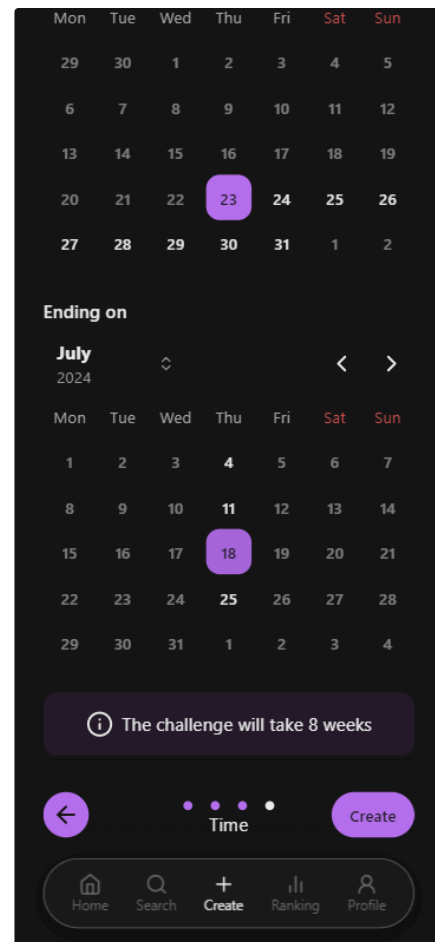 Mon Tue Wed Thu Fri Sat Sun
29 30 1 2 3 4 5
6 7 8 9 10 11 12
13 14 15 16 17 18 19
20 21 22 23 24 25 26
27 28 29 30 31 1 2
Ending on
July
2024
Mon Tue Wed Thu Fri Sat Sun
1 2 3 4 5 6 7
8 9 10 11 12 13 14
15 16 17 18 19 20 21
22 23 24 25 26 27 28
29 30 31 1 2 3 4
The challenge will take 8 weeks
Time
Create
Home Search Create Ranking Profile